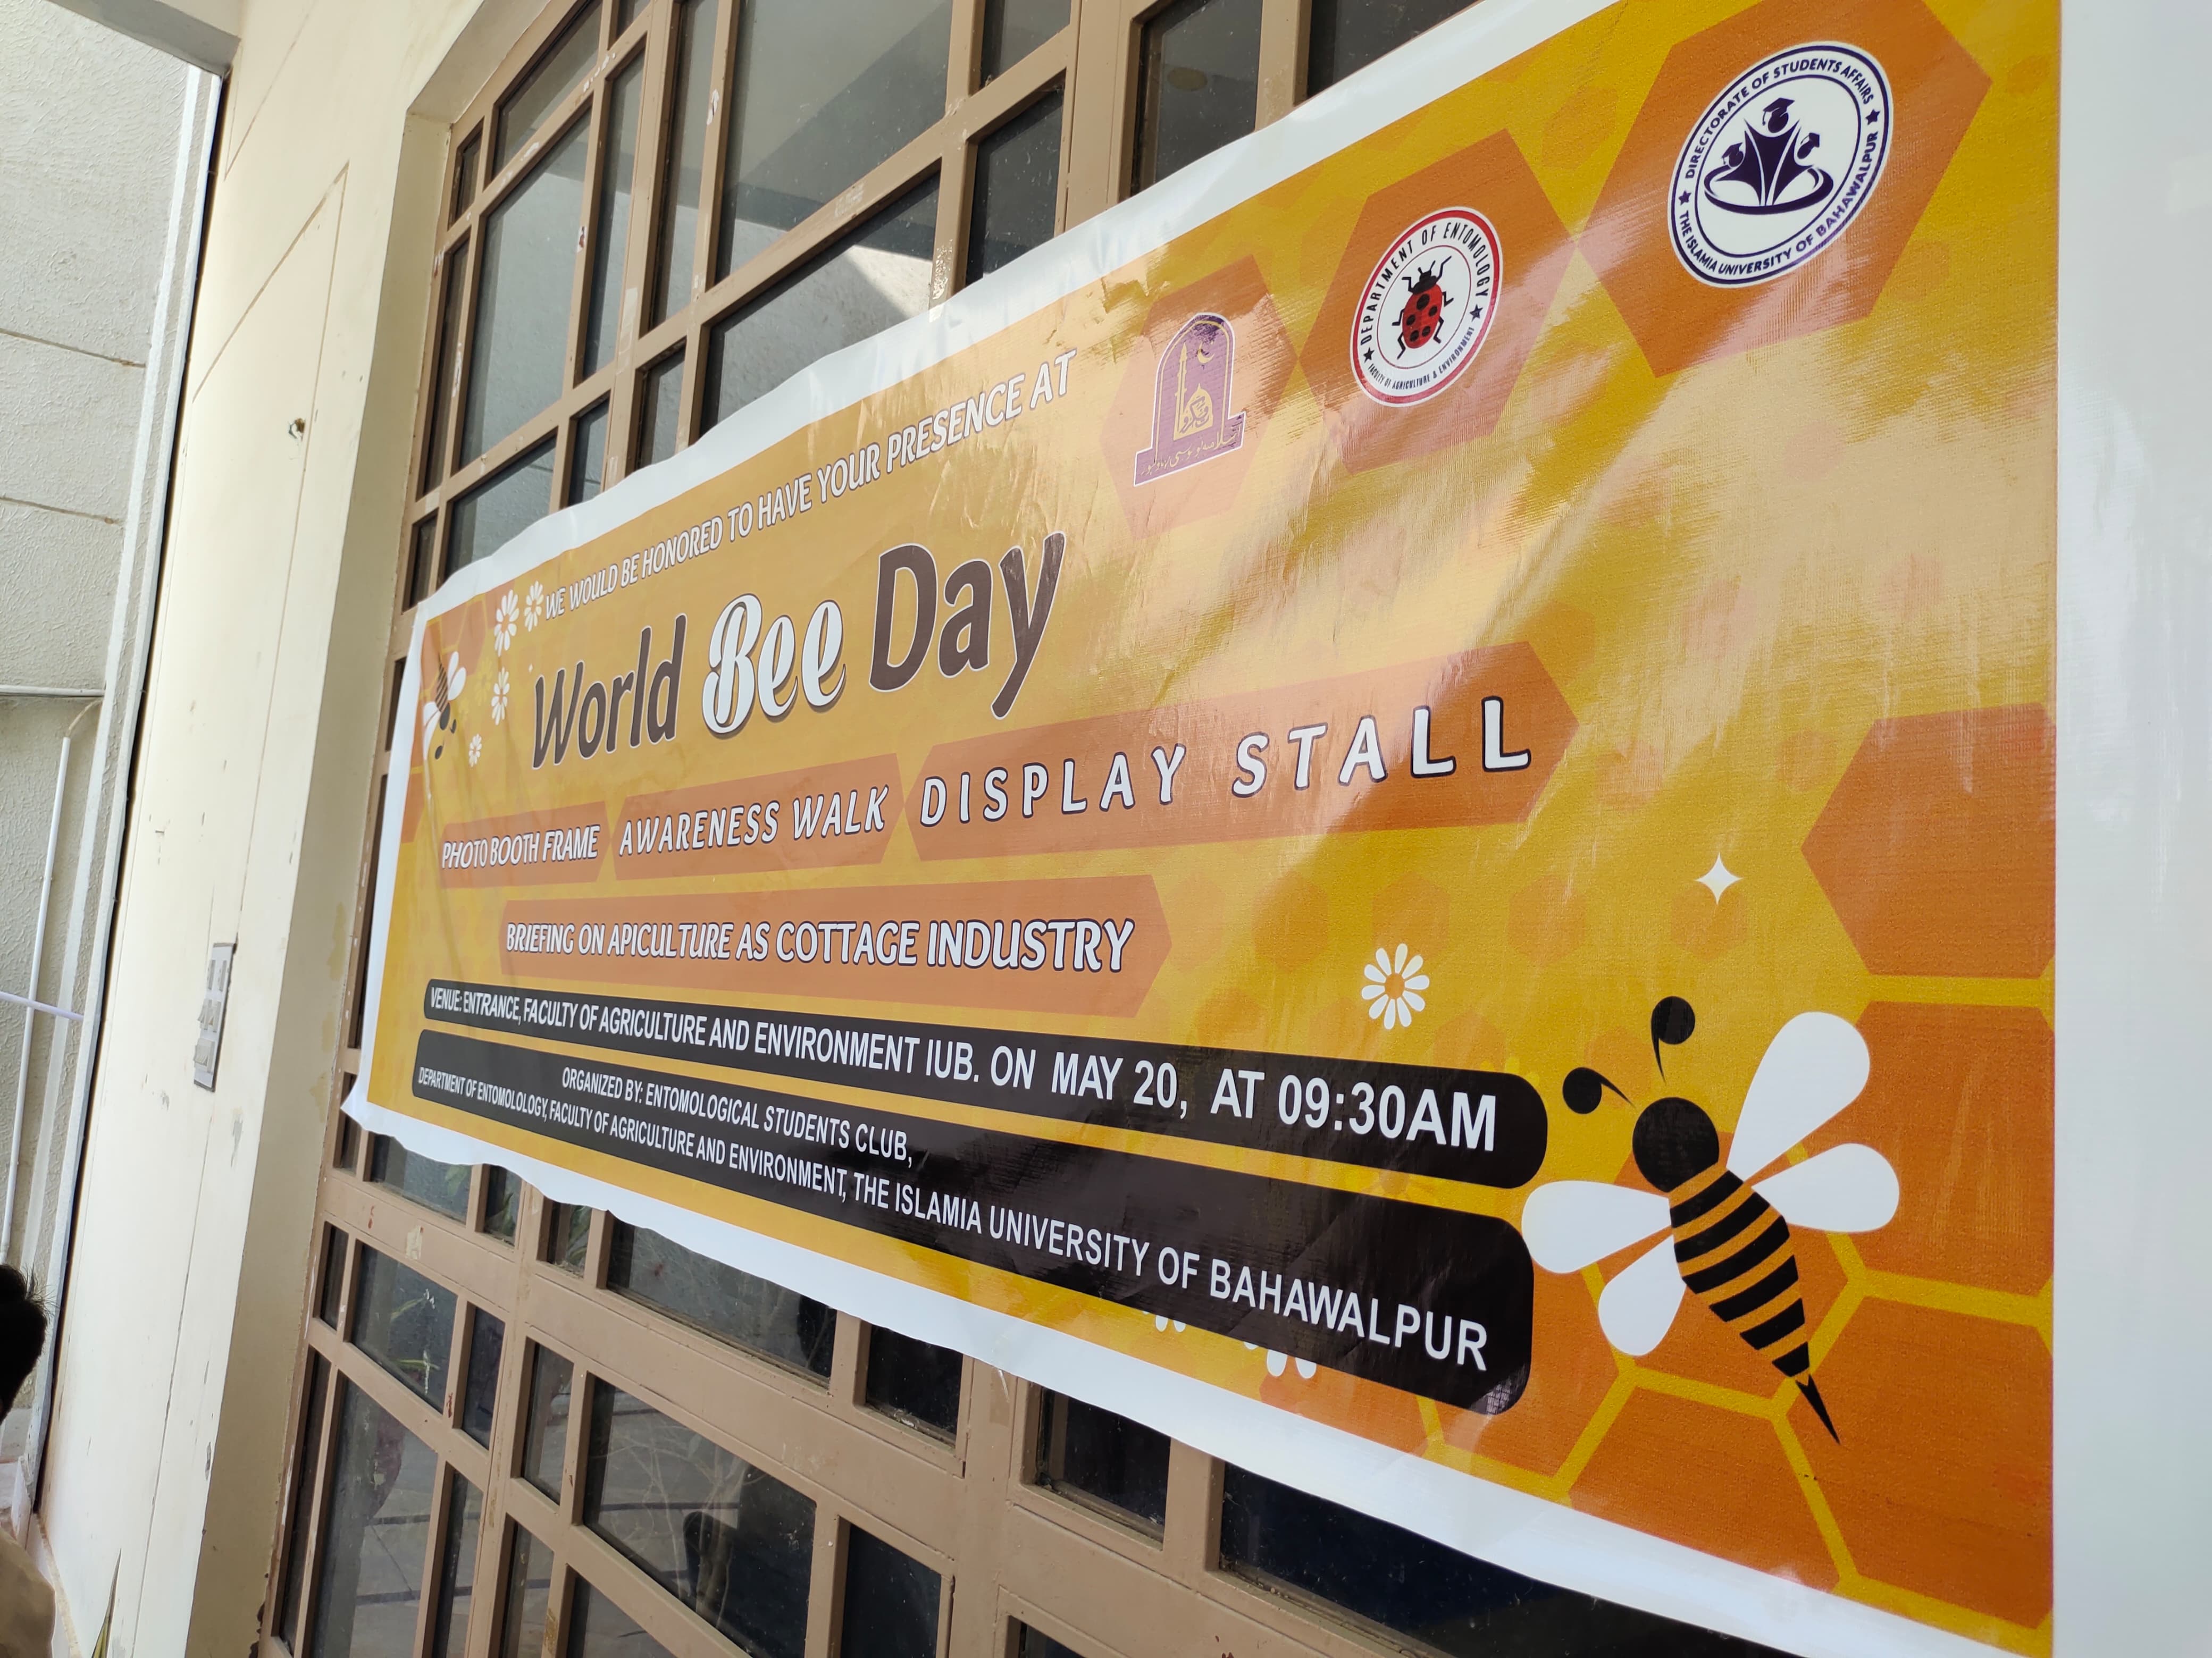 WE WOULD BE HONORED TO HAVE YOUR PRESENCE AT
World Bee Day
PHOTO BOOTH FRAME
AWARENESS WALK
DISPLAY STALL
BRIEFING ON APICULTURE AS COTTAGE INDUSTRY
VENUE: ENTRANCE, FACULTY OF AGRICULTURE AND ENVIRONMENT IUB. ON MAY 20, AT 09:30AM
ORGANIZED BY: ENTOMOLOGICAL STUDENTS CLUB,
DEPARTMENT OF ENTOMOLOLOGY, FACULTY OF AGRICULTURE AND ENVIRONMENT, THE ISLAMIA UNIVERSITY OF BAHAWALPUR
DEPARTMENT OF ENTOMOLOGY
FACULTY OF AGRICULTURE & ENVIRONMENT
DIRECTORATE OF STUDENTS AFFAIRS
THE ISLAMIA UNIVERSITY OF BAHAWALPUR